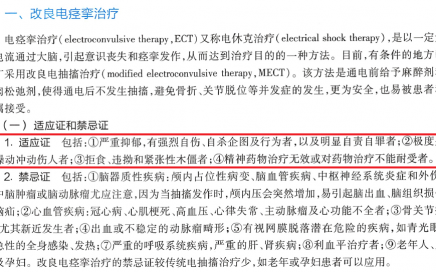 一、改良电痉挛治疗
电痉挛治疗(electroconvulsive therapy,ECT)又称电休克治疗(electrical shock therapy),是以一定
电流通过大脑,引起意识丧失和痉挛发作,从而达到治疗目的的一种方法。目前,有条件的地方
采用改良电抽搐治疗(modified electroconvulsive therapy,MECT)。该方法是通电前给予麻醉剂
肉松弛剂,使得通电后不发生抽搐,避免骨折、关节脱位等并发症的发生,更为安全,也易被患者
属接受。
(一)适应证和禁忌证
1. 适应证 包括:①严重抑郁,有强烈自伤、自杀企图及行为者,以及明显自责自罪者;②极度
躁动冲动伤人者;③拒食、违拗和紧张性木僵者;④精神药物治疗无效或对药物治疗不能耐受者。
2. 禁忌证 包括:①脑器质性疾病:颅内占位性病变、脑血管疾病、中枢神经系统炎症和外伤
中脑肿瘤或脑动脉瘤尤应注意,因为当抽搐发作时,颅内压会突然增加,易引起脑出血、脑组织损
脑疝;②心血管疾病:冠心病、心肌梗死、高血压、心律失常、主动脉瘤及心功能不全者;③骨关节
尤其新近发生者;④出血或不稳定的动脉瘤畸形;⑤有视网膜脱落潜在危险的疾病,如青光眼
急性的全身感染、发热;⑦严重的呼吸系统疾病,严重的肝、肾疾病;⑧利血平治疗者;⑨老年人、
及孕妇。改良电痉挛治疗的禁忌证较传统电抽搐治疗少,如老年或孕妇患者可以应用。